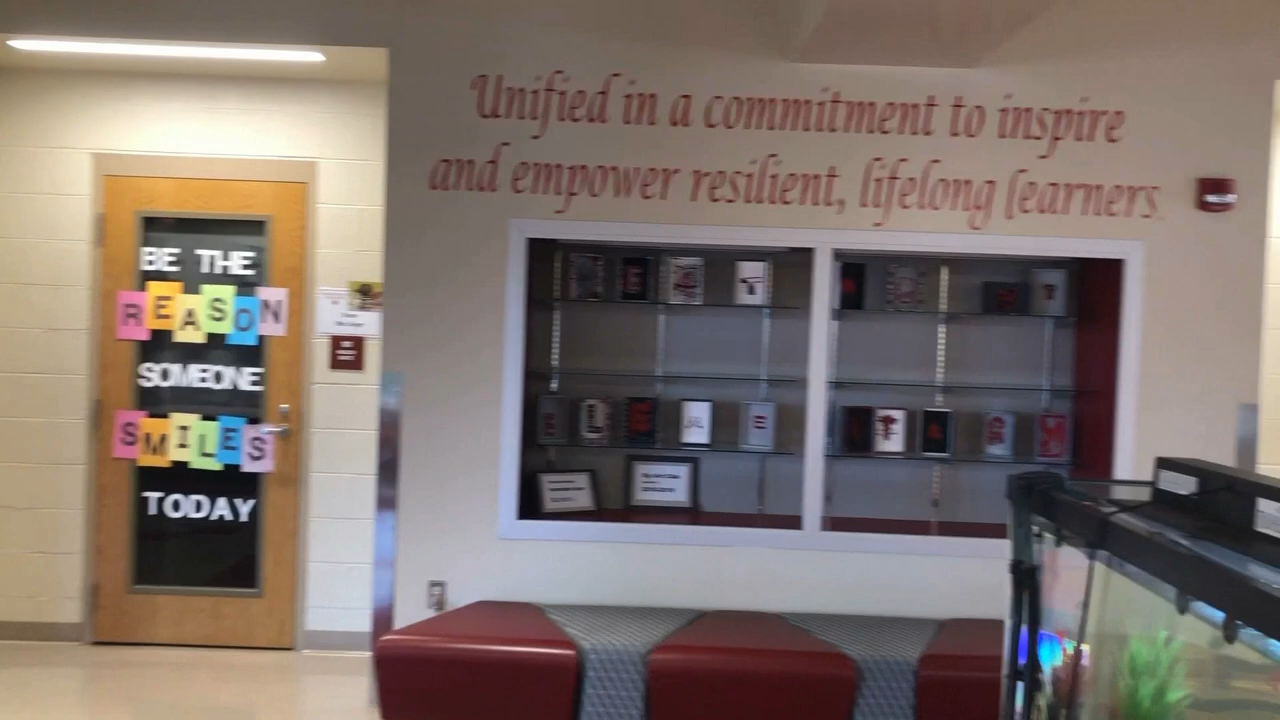 Unified in a commitment to inspire
and empower resilient, lifelong learners.
BE THE
REASON
SOMEONE
SMILES
TODAY